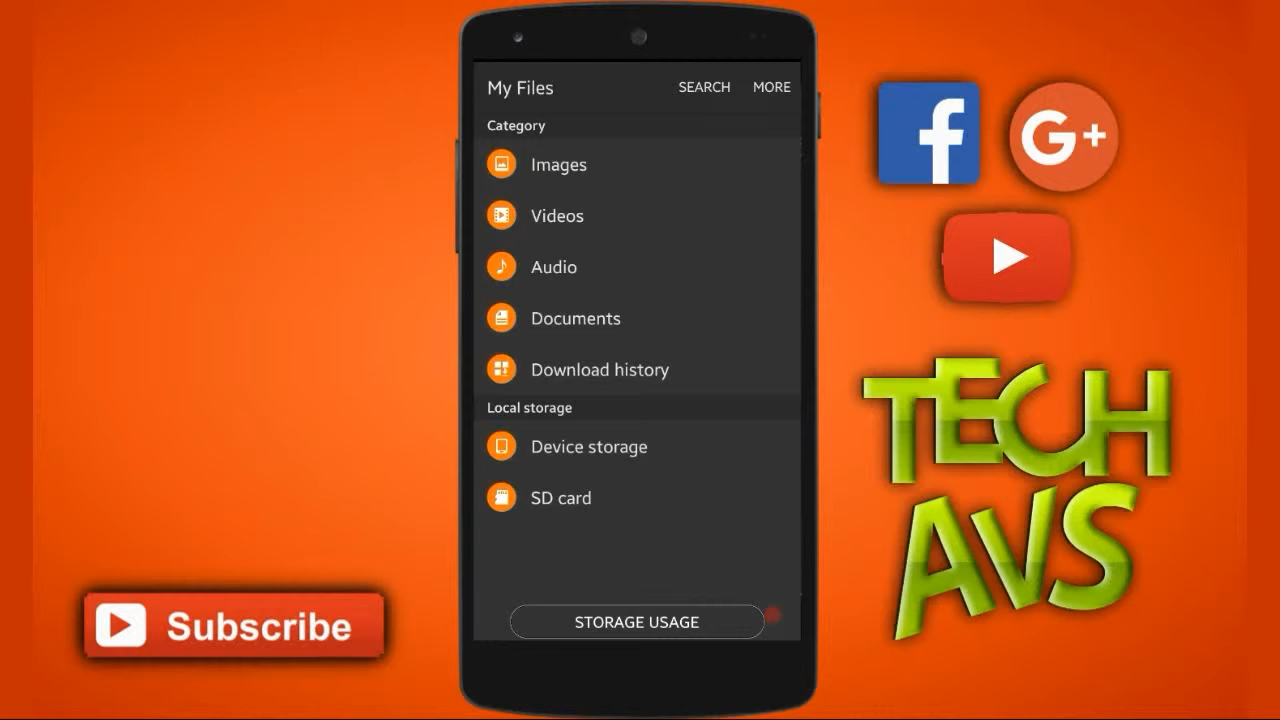 My Files SEARCH MORE
Category
Images
Videos
Audio
Documents
Download history
Local storage
Device storage
SD card
STORAGE USAGE
Subscribe
f
G+
TECH
AVS